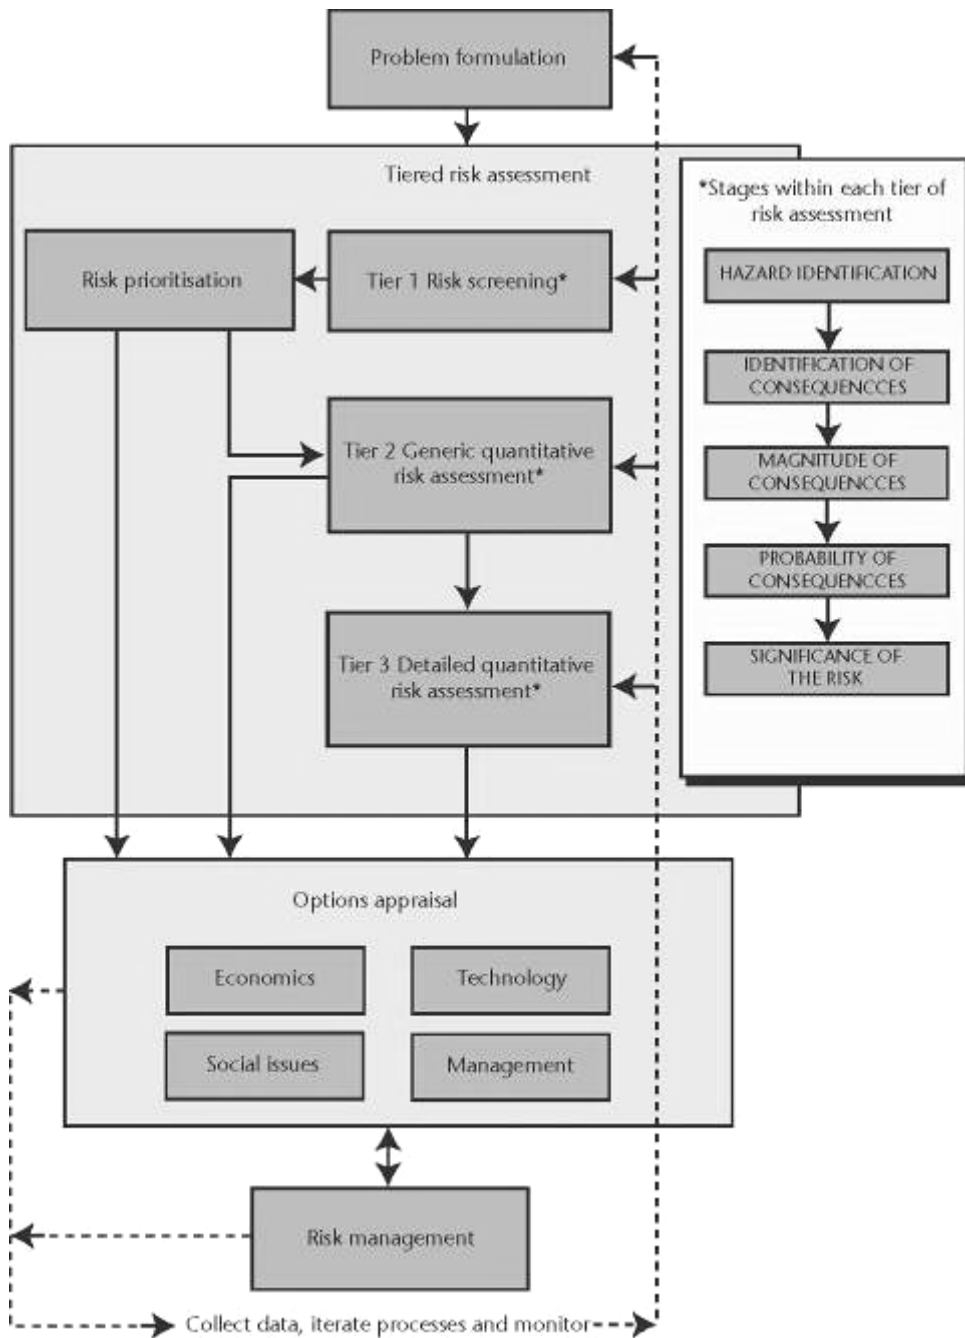 Problem formulation
Tiered risk assessment
*Stages within each tier of
risk assessment
Risk prioritisation
Tier 1 Risk screening*
HAZARD IDENTIFICATION
IDENTIFICATION OF
CONSEQUENCCES
Tier 2 Generic quantitative
risk assessment*
MAGNITUDE OF
CONSEQUENCCES
PROBABILITY OF
CONSEQUENCCES
Tier 3 Detailed quantitative
risk assessment*
SIGNIFICANCE OF
THE RISK
Options appraisal
Economics
Technology
Social issues
Management
Risk management
Collect data, iterate processes and monitor